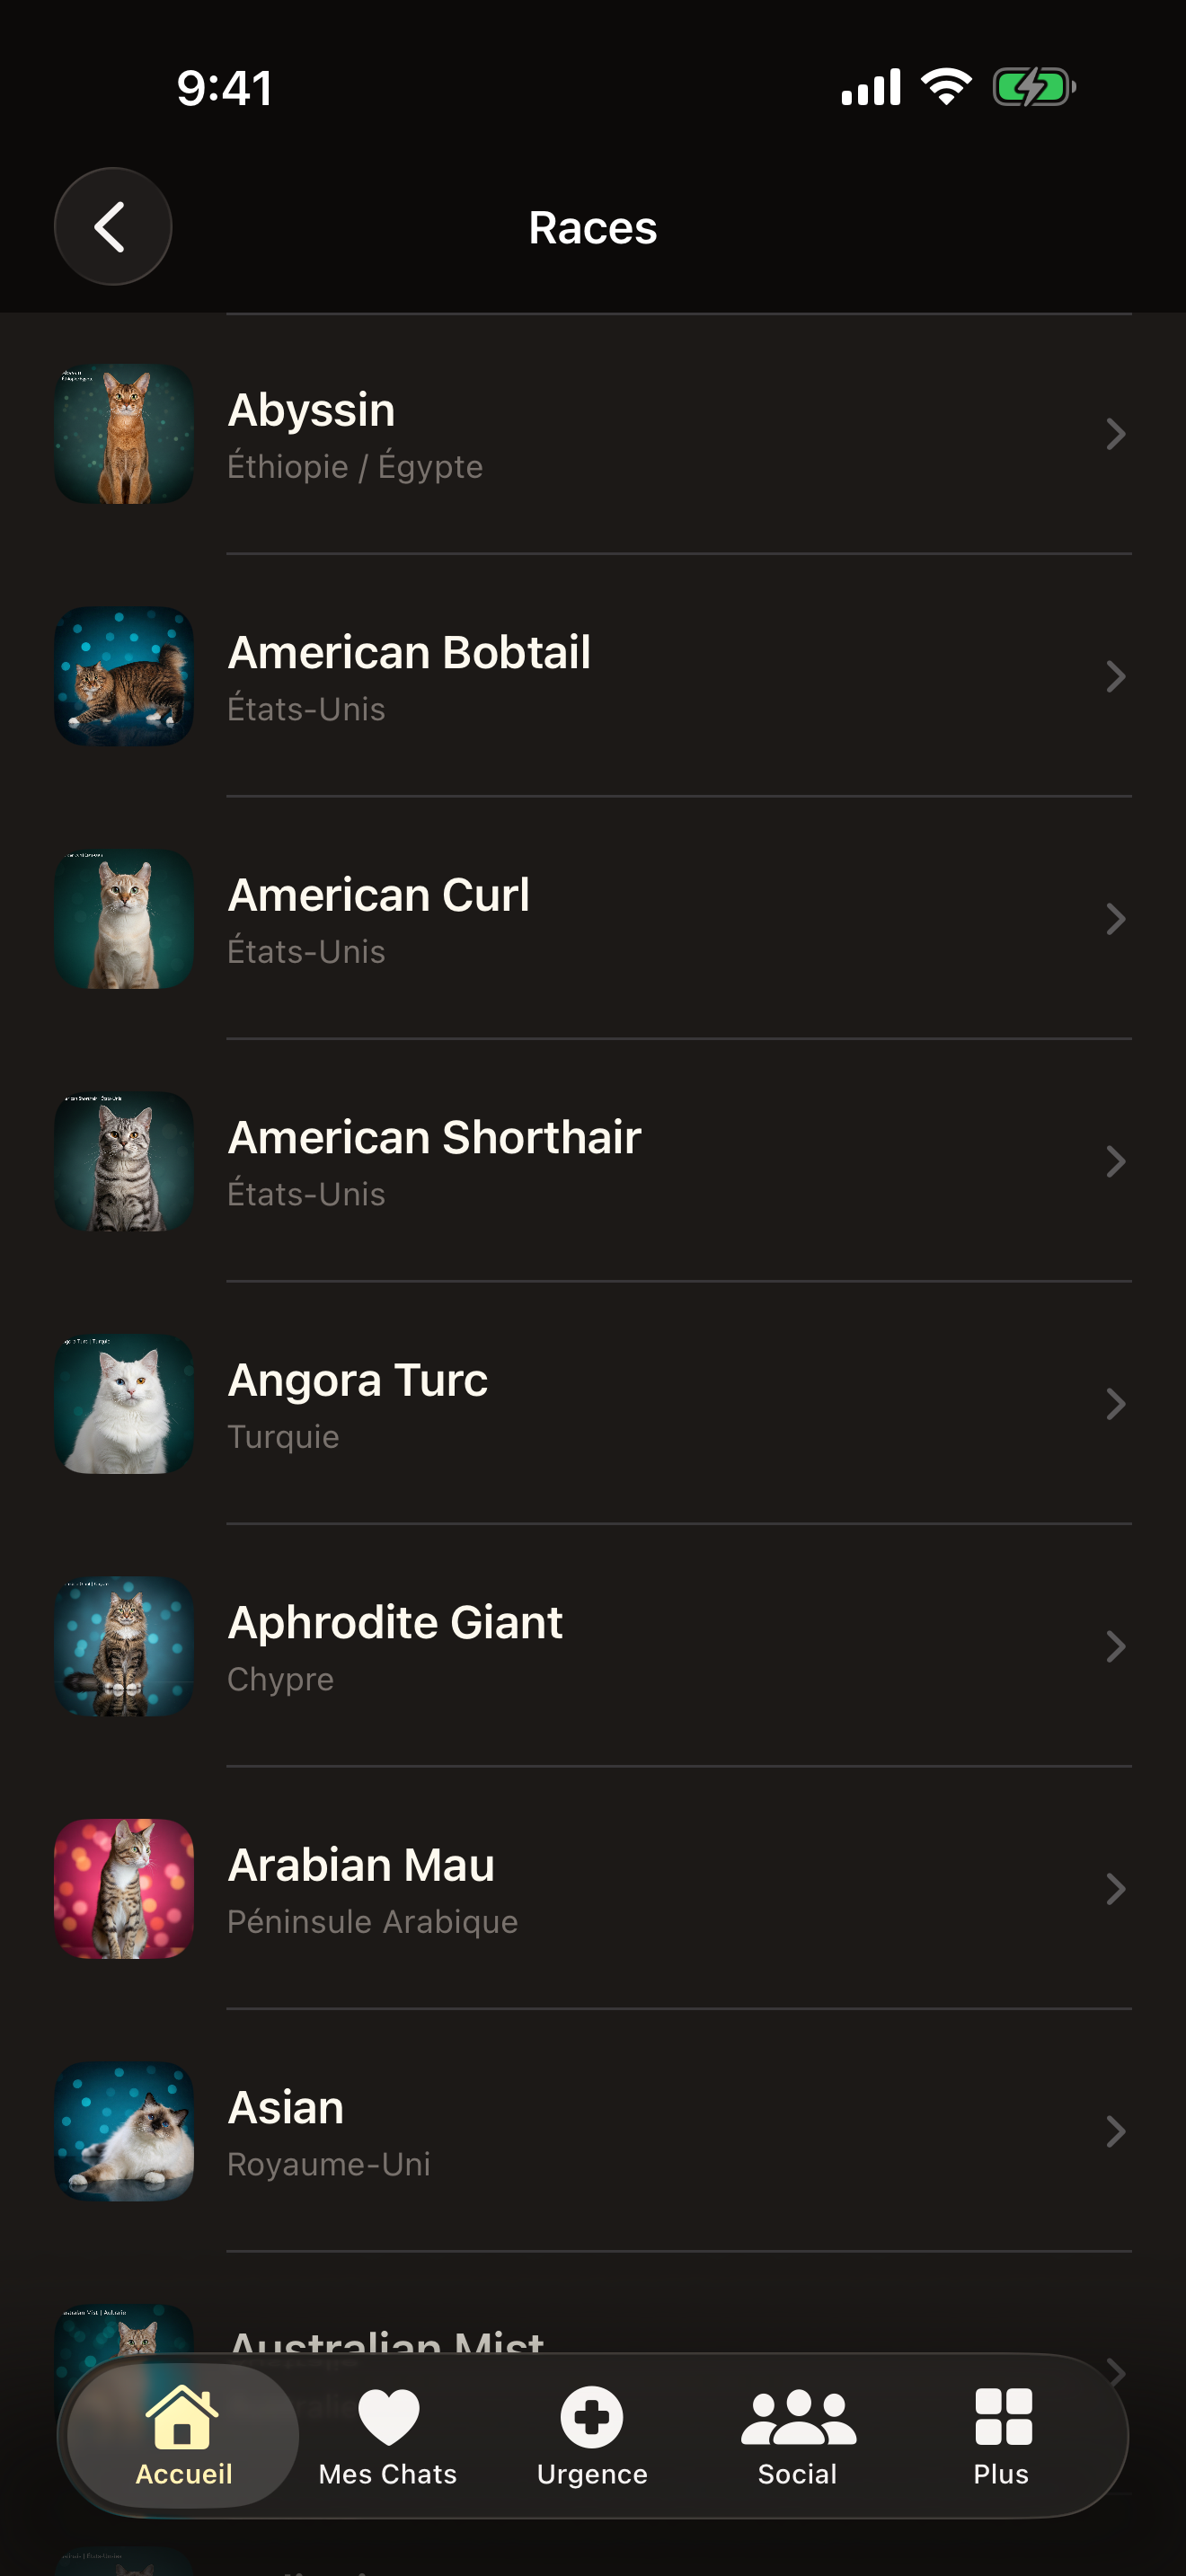 9:41
Races
Abyssin
Éthiopie / Égypte
American Bobtail
États-Unis
American Curl
États-Unis
American Shorthair
États-Unis
Angora Turc
Turquie
Aphrodite Giant
Chypre
Arabian Mau
Péninsule Arabique
Asian
Royaume-Uni
Australian Mist
Accueil
Mes Chats
Urgence
Social
Plus